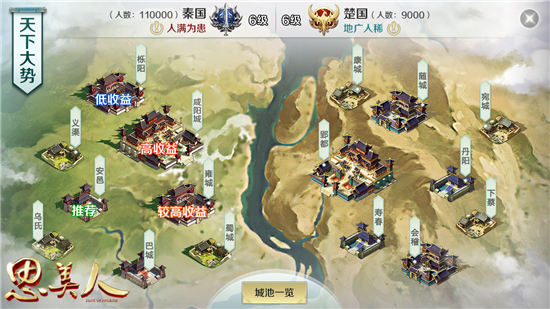 天下大势
(人数：110000) 秦国 6级
人满为患
6级 楚国 (人数：9000)
地广人稀
栎阳
低收益
咸阳城
高收益
义渠
安邑
推荐
雍城
较高收益
乌氏
巴城
蜀城
康城
随城
宛城
郢都
丹阳
寿春
会稽
下蔡
思美人
城池一览